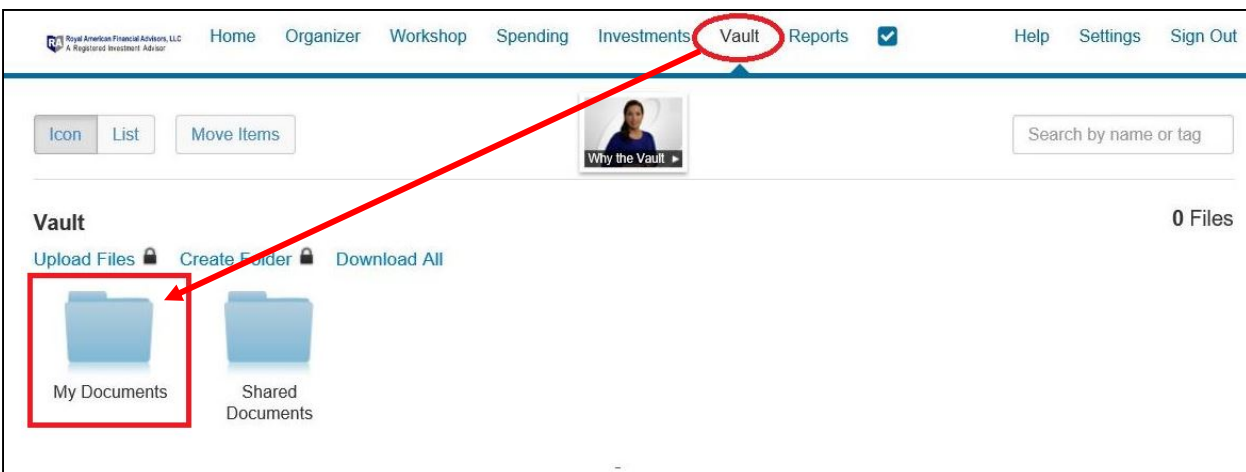 RA Royal American Financial Advisors, LLC
A Registered Investment Advisor
Home Organizer Workshop Spending Investments Vault Reports Help Settings Sign Out
Icon List Move Items
Why the Vault
Search by name or tag
Vault
0 Files
Upload Files Create Folder Download All
My Documents
Shared
Documents